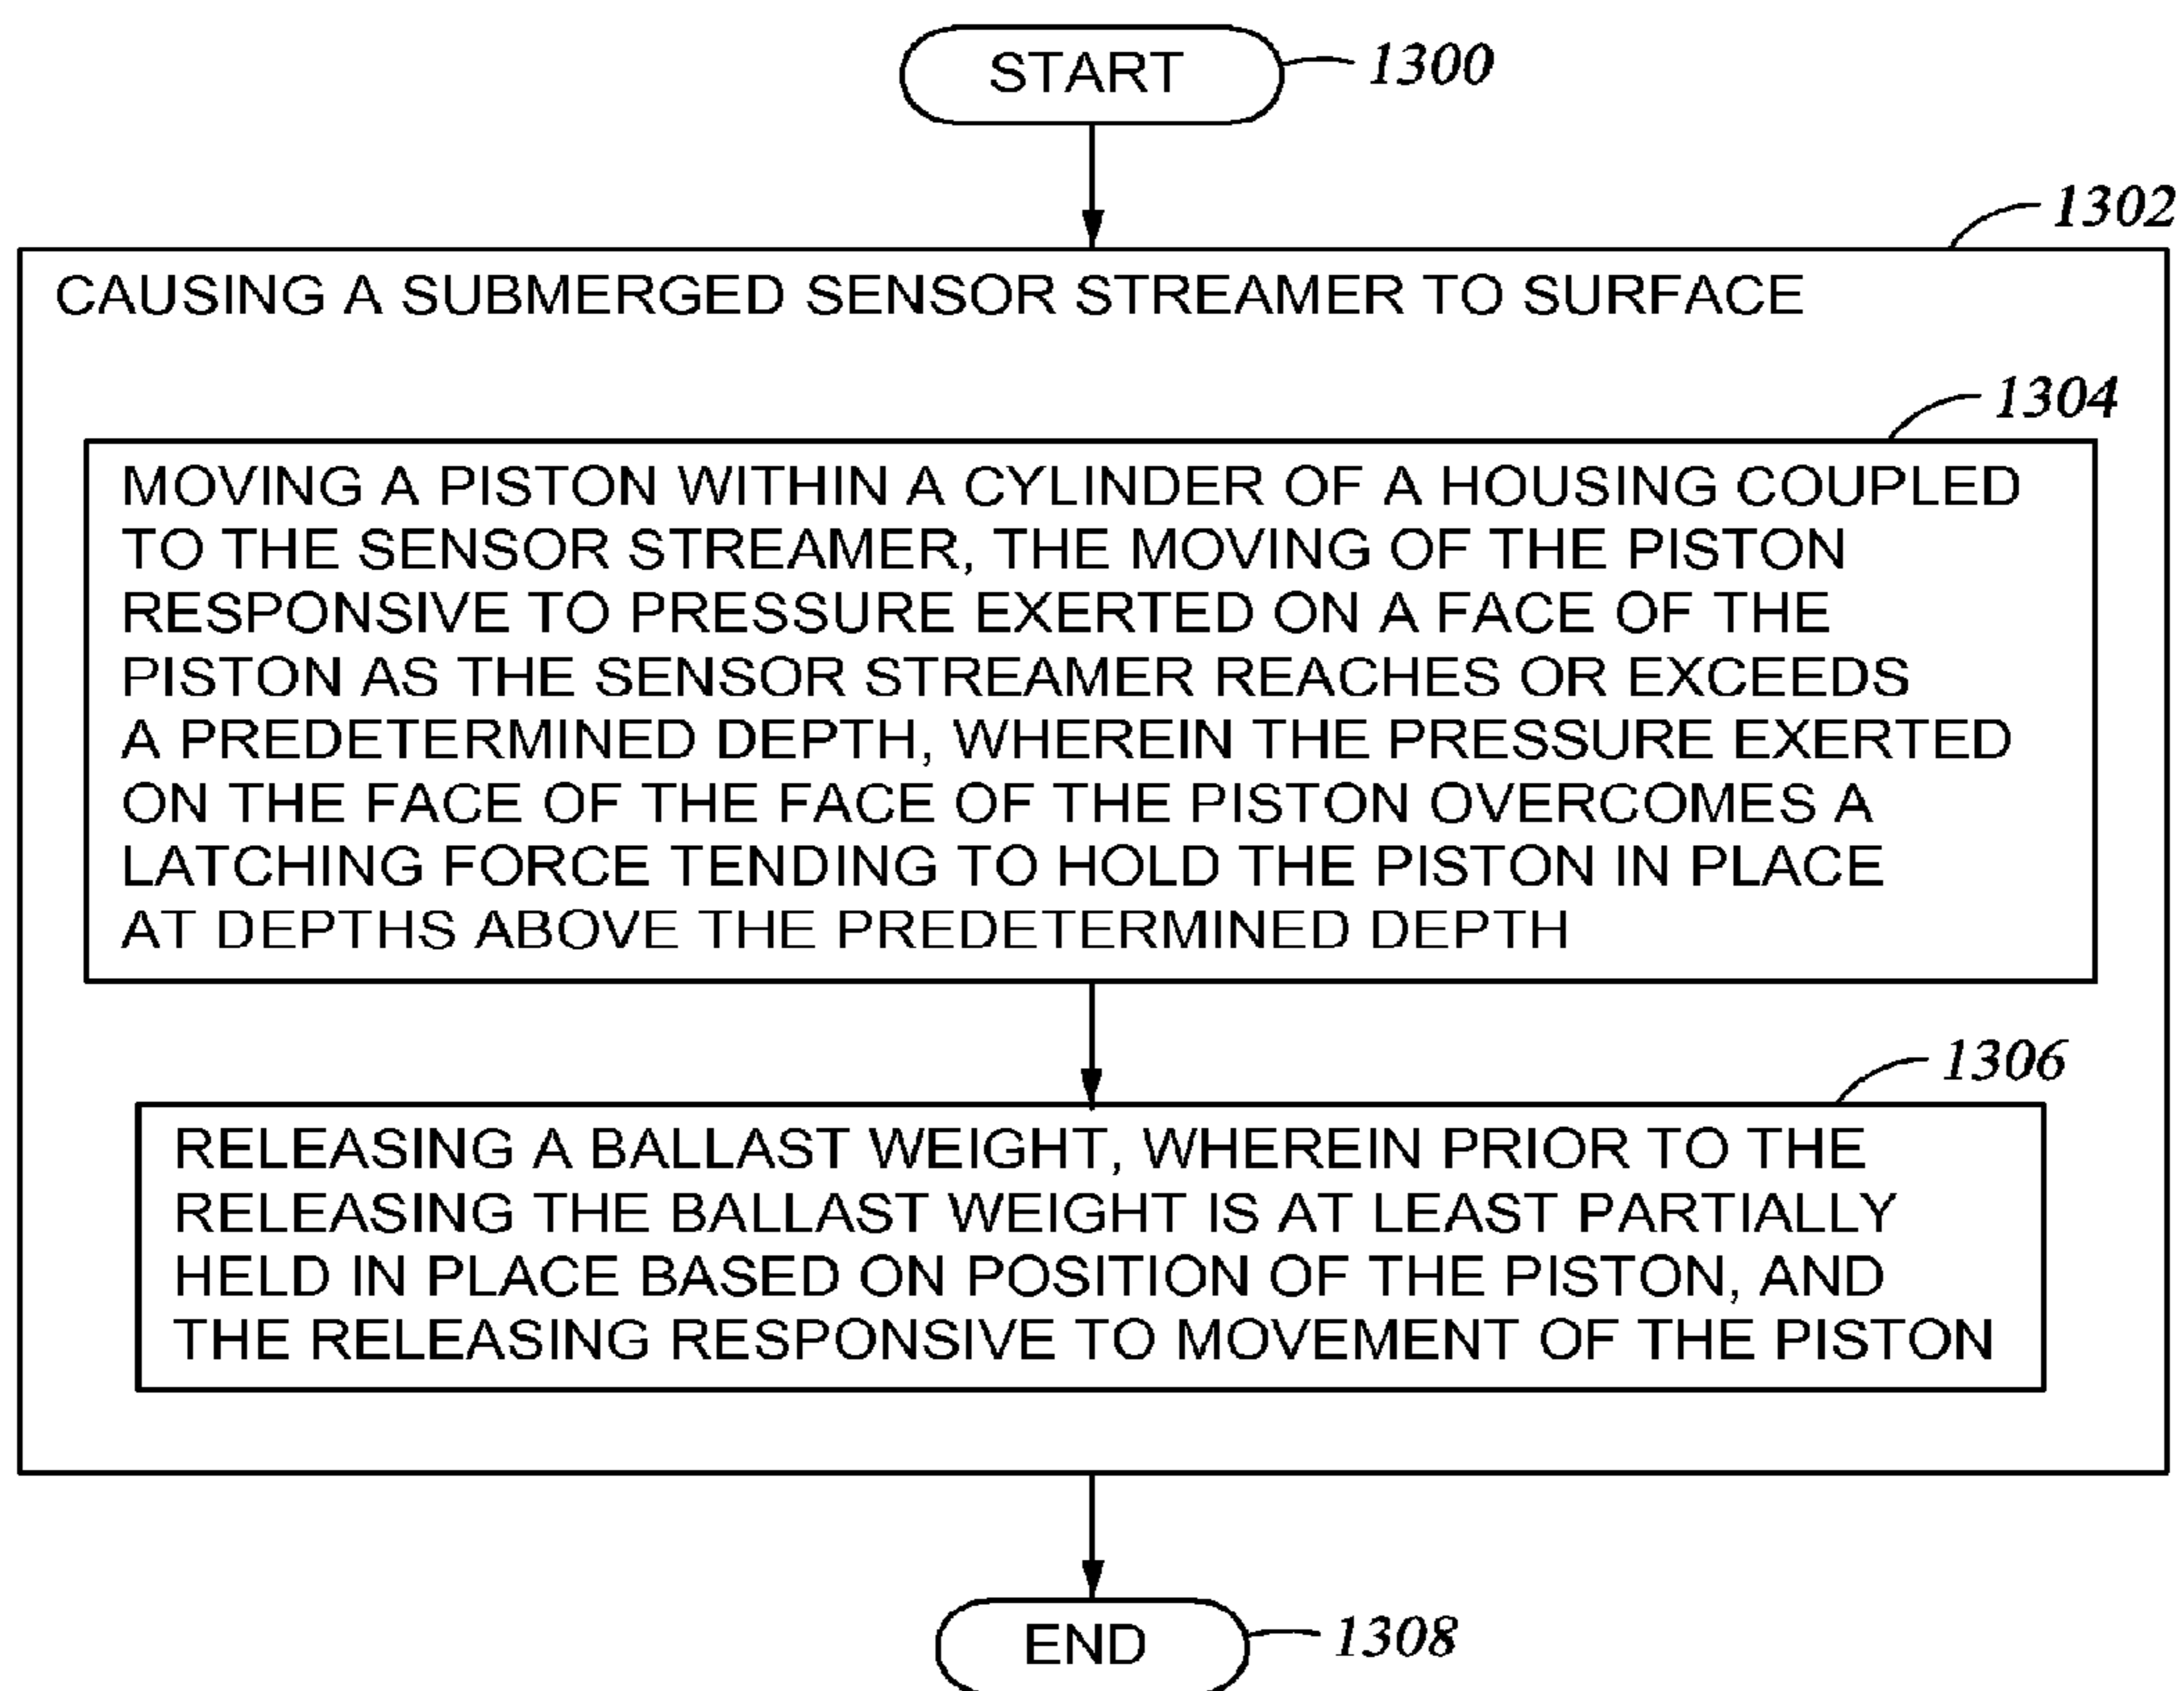 START
1300
1302
CAUSING A SUBMERGED SENSOR STREAMER TO SURFACE
1304
MOVING A PISTON WITHIN A CYLINDER OF A HOUSING COUPLED
TO THE SENSOR STREAMER, THE MOVING OF THE PISTON
RESPONSIVE TO PRESSURE EXERTED ON A FACE OF THE
PISTON AS THE SENSOR STREAMER REACHES OR EXCEEDS
A PREDETERMINED DEPTH, WHEREIN THE PRESSURE EXERTED
ON THE FACE OF THE FACE OF THE PISTON OVERCOMES A
LATCHING FORCE TENDING TO HOLD THE PISTON IN PLACE
AT DEPTHS ABOVE THE PREDETERMINED DEPTH
1306
RELEASING A BALLAST WEIGHT, WHEREIN PRIOR TO THE
RELEASING THE BALLAST WEIGHT IS AT LEAST PARTIALLY
HELD IN PLACE BASED ON POSITION OF THE PISTON, AND
THE RELEASING RESPONSIVE TO MOVEMENT OF THE PISTON
END
1308